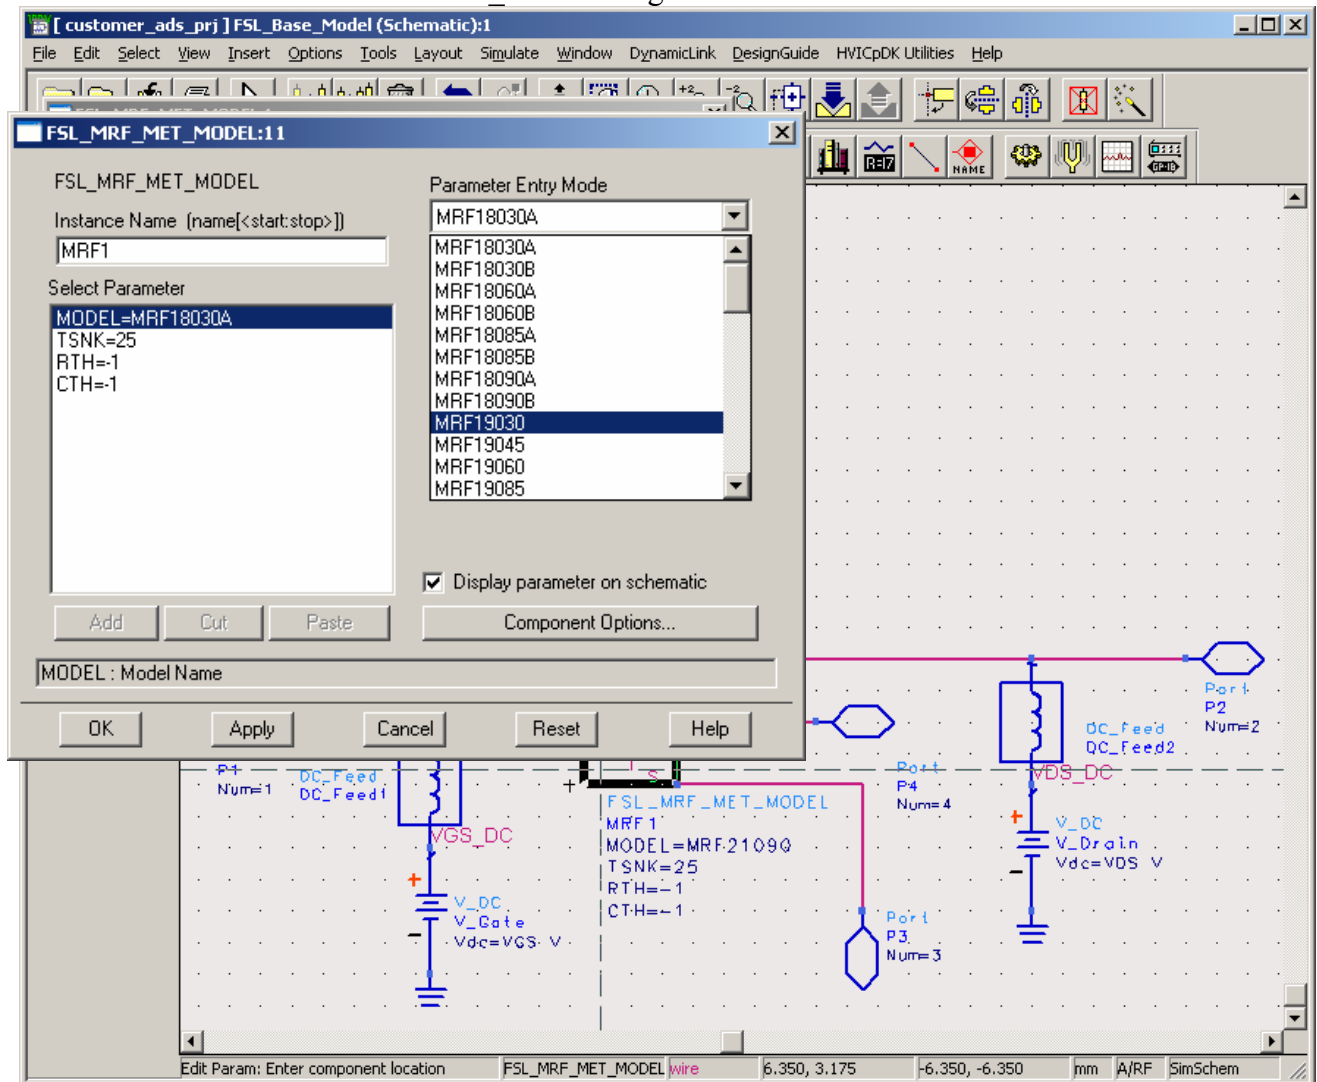 [ customer_ads_prj ] FSL_Base_Model (Schematic):1
File Edit Select View Insert Options Tools Layout Simulate Window DynamicLink DesignGuide HVICpDK Utilities Help
NAME
FSL_MRF_MET_MODEL:11
FSL_MRF_MET_MODEL
Instance Name (name[<start:stop>])
MRF1
Select Parameter
MODEL=MRF18030A
TSNK=25
RTH=-1
CTH=-1
Add Cut Paste
Parameter Entry Mode
MRF18030A
MRF18030A
MRF18030B
MRF18060A
MRF18060B
MRF18085A
MRF18085B
MRF18090A
MRF18090B
MRF19030
MRF19045
MRF19060
MRF19085
Display parameter on schematic
Component Options...
MODEL : Model Name
OK Apply Cancel Reset Help
Port
P2
Num=2
DC_Feed
DC_Feed2
VDS_DC
Port
P4
Num=4
P1
Num=1
DC_Feed
DC_Feed1
VGS_DC
S
FSL_MRF_MET_MODEL
MRF1
MODEL=MRF21090
TSNK=25
RTH=-1
CTH=-1
V_DC
V_Drain
Vdc=VDS V
V_DC
V_Gate
Vdc=VGS V
Port
P3
Num=3
Edit Param: Enter component location FSL_MRF_MET_MODEL wire 6.350, 3.175 -6.350, -6.350 mm A/RF SimSchem